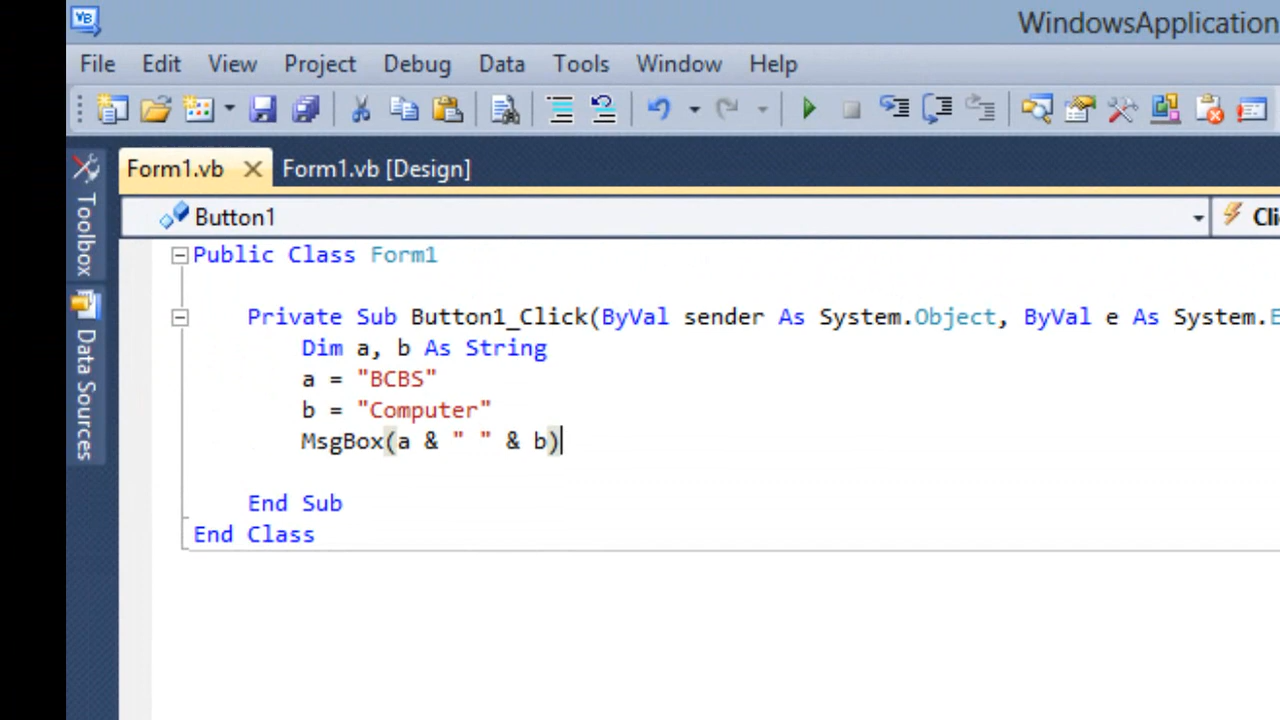 WindowsApplication
File Edit View Project Debug Data Tools Window Help
Form1.vb Form1.vb [Design]
Toolbox
Data Sources
Button1 Cli
Public Class Form1
Private Sub Button1_Click(ByVal sender As System.Object, ByVal e As System.E
Dim a, b As String
a = "BCBS"
b = "Computer"
MsgBox(a & " " & b)
End Sub
End Class